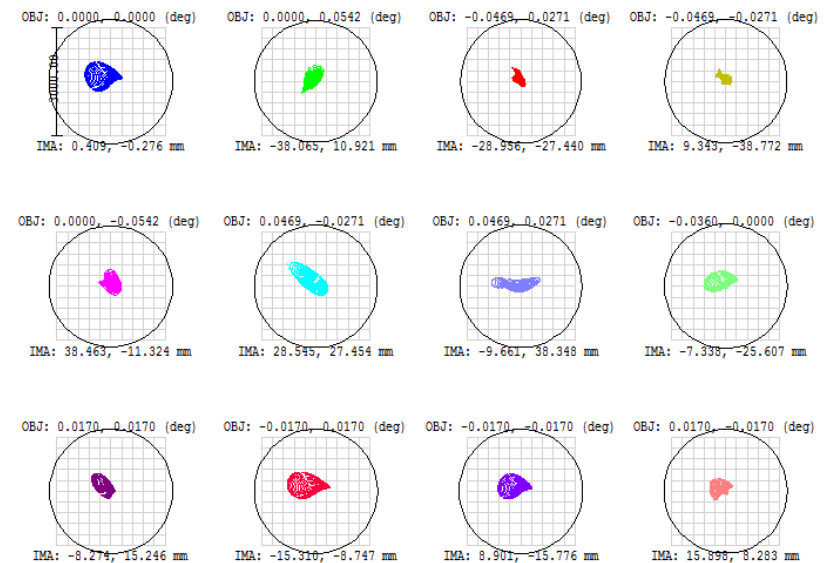 OBJ: 0.0000, 0.0000 (deg)
OBJ: 0.0000, 0.0542 (deg)
OBJ: -0.0469, 0.0271 (deg)
OBJ: -0.0469, -0.0271 (deg)
IMA: 0.409, -0.276 mm
IMA: -38.065, 10.921 mm
IMA: -28.956, -27.440 mm
IMA: 9.343, -38.772 mm
OBJ: 0.0000, -0.0542 (deg)
OBJ: 0.0469, -0.0271 (deg)
OBJ: 0.0469, 0.0271 (deg)
OBJ: -0.0360, 0.0000 (deg)
IMA: 38.463, -11.324 mm
IMA: 28.545, 27.454 mm
IMA: -9.661, 38.348 mm
IMA: -7.338, -25.607 mm
OBJ: 0.0170, 0.0170 (deg)
OBJ: -0.0170, 0.0170 (deg)
OBJ: -0.0170, -0.0170 (deg)
OBJ: 0.0170, -0.0170 (deg)
IMA: -8.274, 15.246 mm
IMA: -15.310, -8.747 mm
IMA: 8.901, -15.776 mm
IMA: 15.898, 8.283 mm